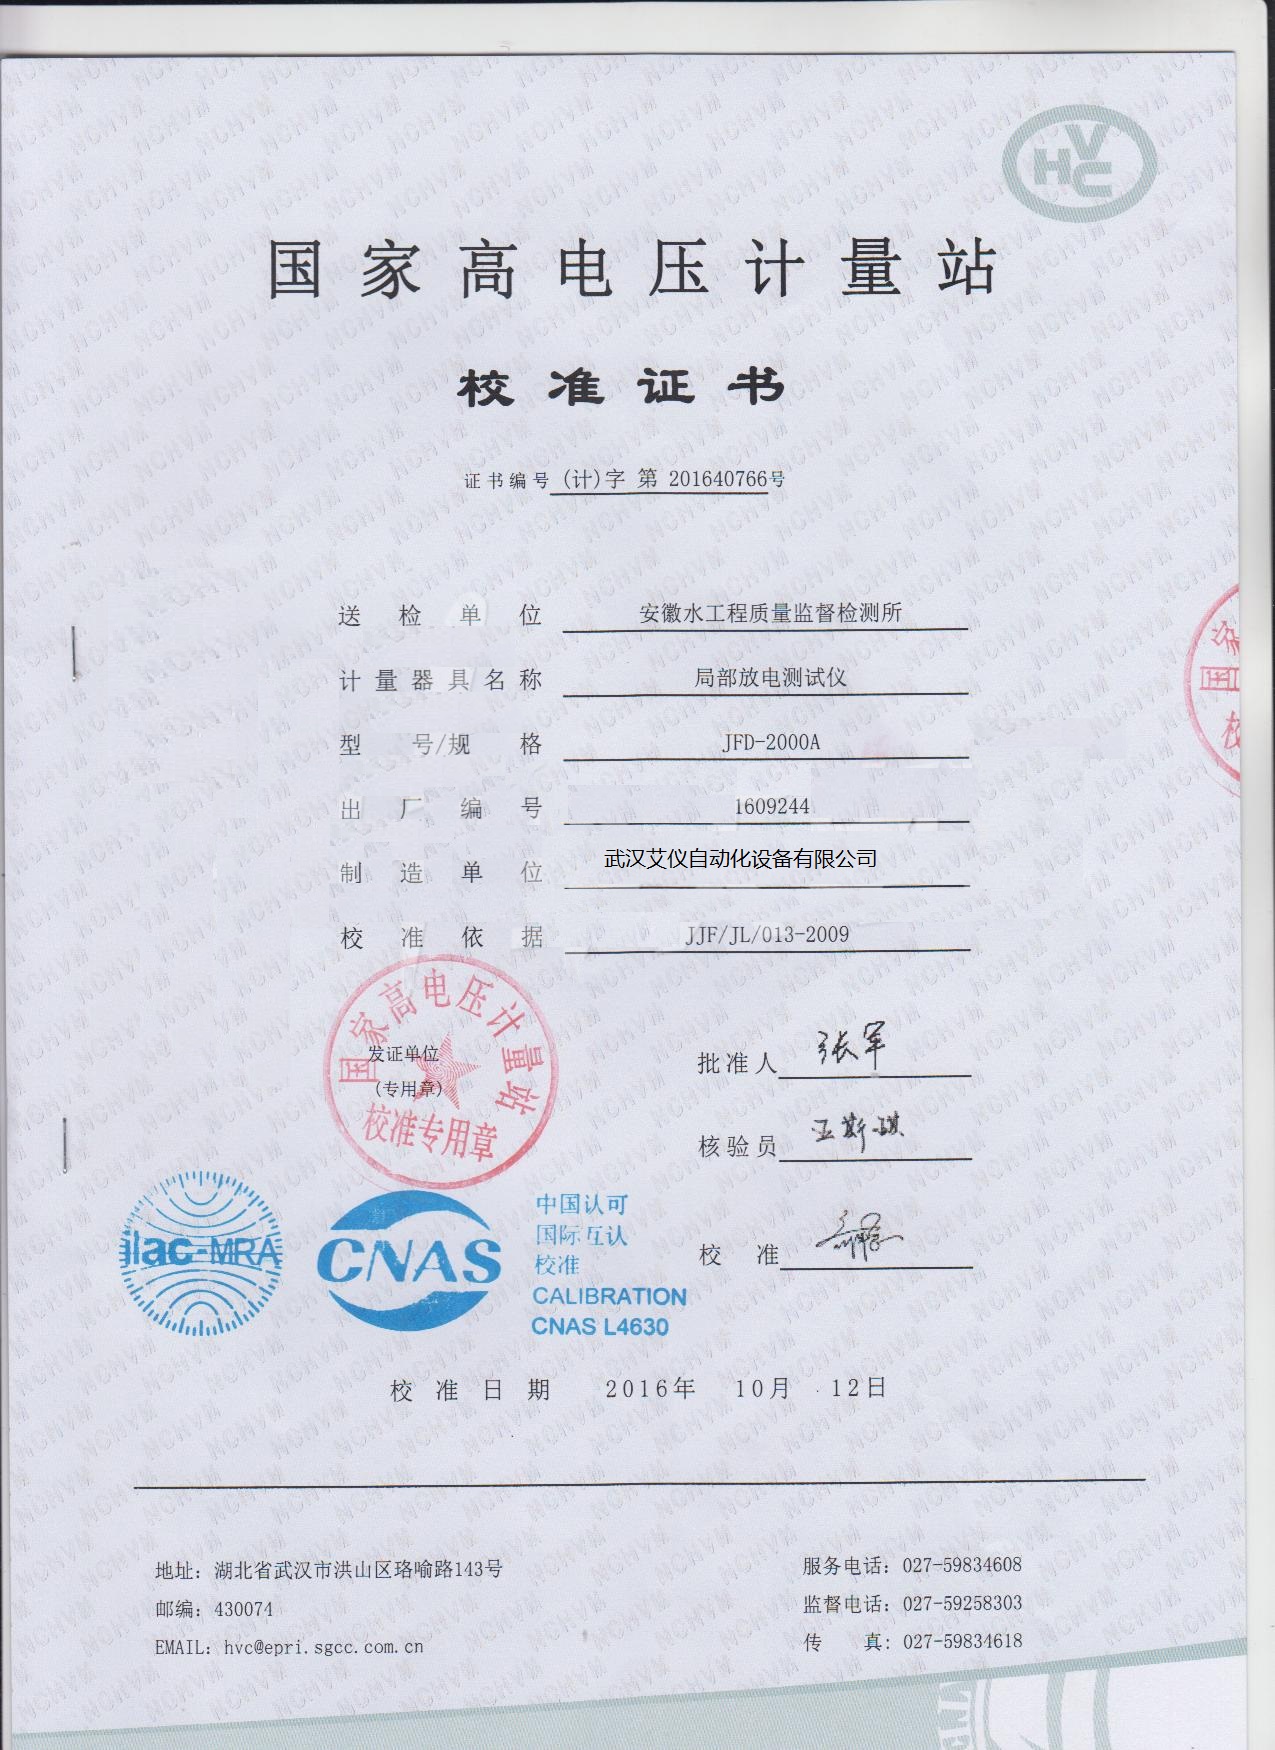 HVC
国家高电压计量站
校准证书
证书编号 (计)字 第 201640766号
送检单位 安徽水工程质量监督检测所
计量器具名称 局部放电测试仪
型号/规格 JFD-2000A
出厂编号 1609244
制造单位 武汉艾仪自动化设备有限公司
校准依据 JJF/JL/013-2009
国家高电压计量站
发证单位
(专用章)
校准专用章
批准人 张军
核验员 王斯琪
校准
ilac-MRA
CNAS
中国认可
国际互认
校准
CALIBRATION
CNAS L4630
校准日期 2016年 10月 12日
地址：湖北省武汉市洪山区珞喻路143号
邮编：430074
EMAIL：hvc@epri.sgcc.com.cn
服务电话：027-59834608
监督电话：027-59258303
传真：027-59834618